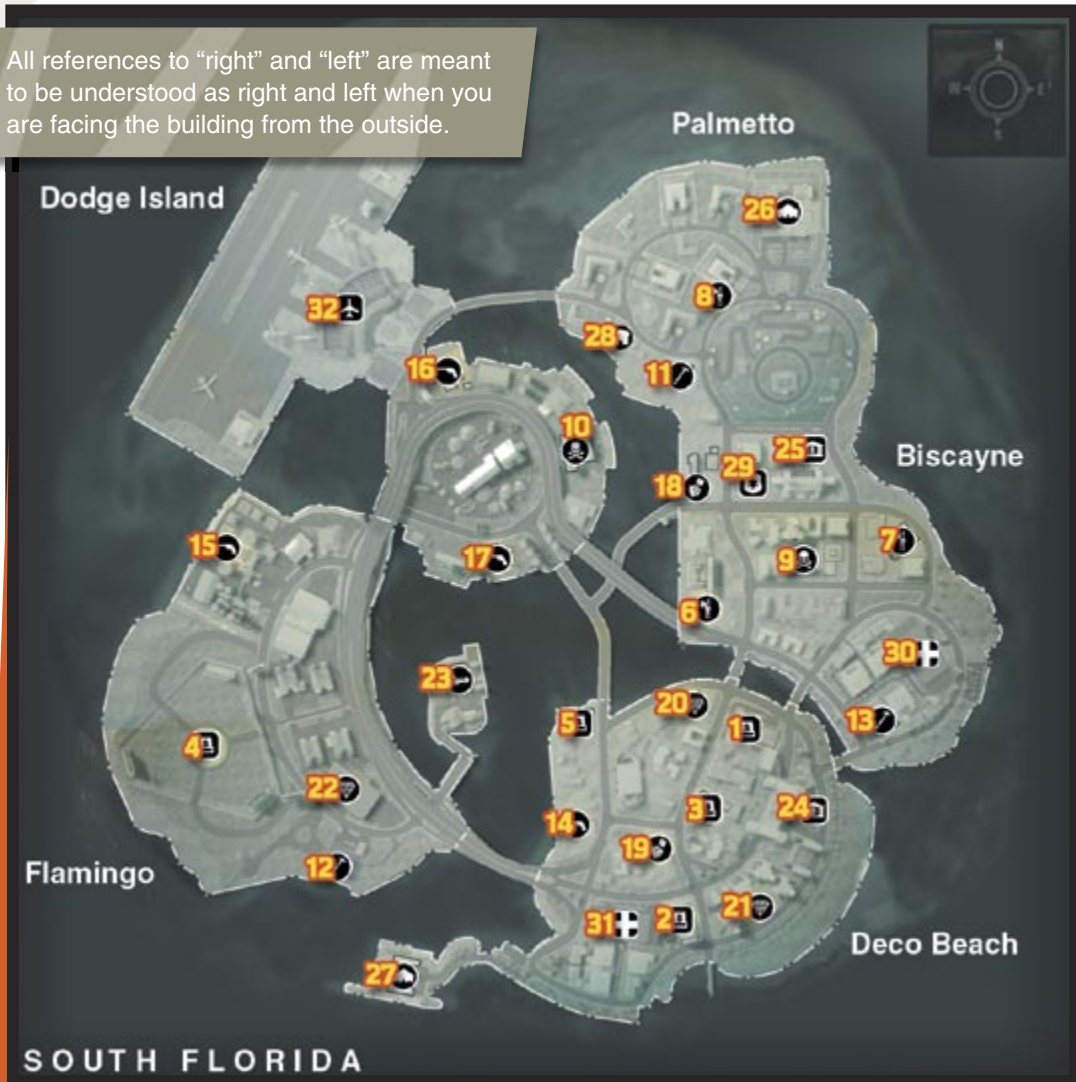 All references to “right” and “left” are meant
to be understood as right and left when you
are facing the building from the outside.
N
W E
S
Palmetto
Dodge Island
26
8
32
28
16
11
10
25
Biscayne
29
18
15
7
17
9
6
30
23
20
13
5
1
4
22
3
24
14
19
12
Flamingo
21
31
2
Deco Beach
27
SOUTH FLORIDA